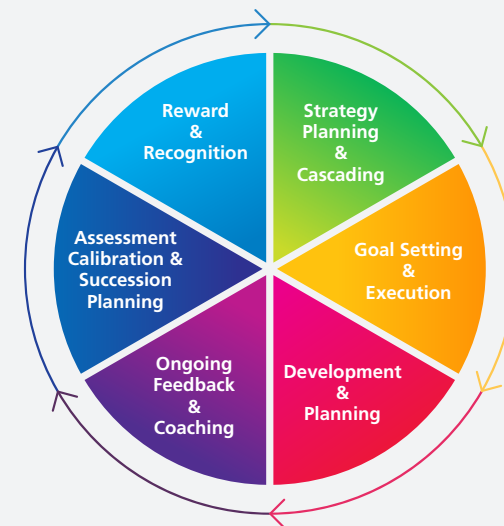 Reward
&
Recognition
Strategy
Planning
&
Cascading
Goal Setting
&
Execution
Development
&
Planning
Ongoing
Feedback
&
Coaching
Assessment
Calibration &
Succession
Planning